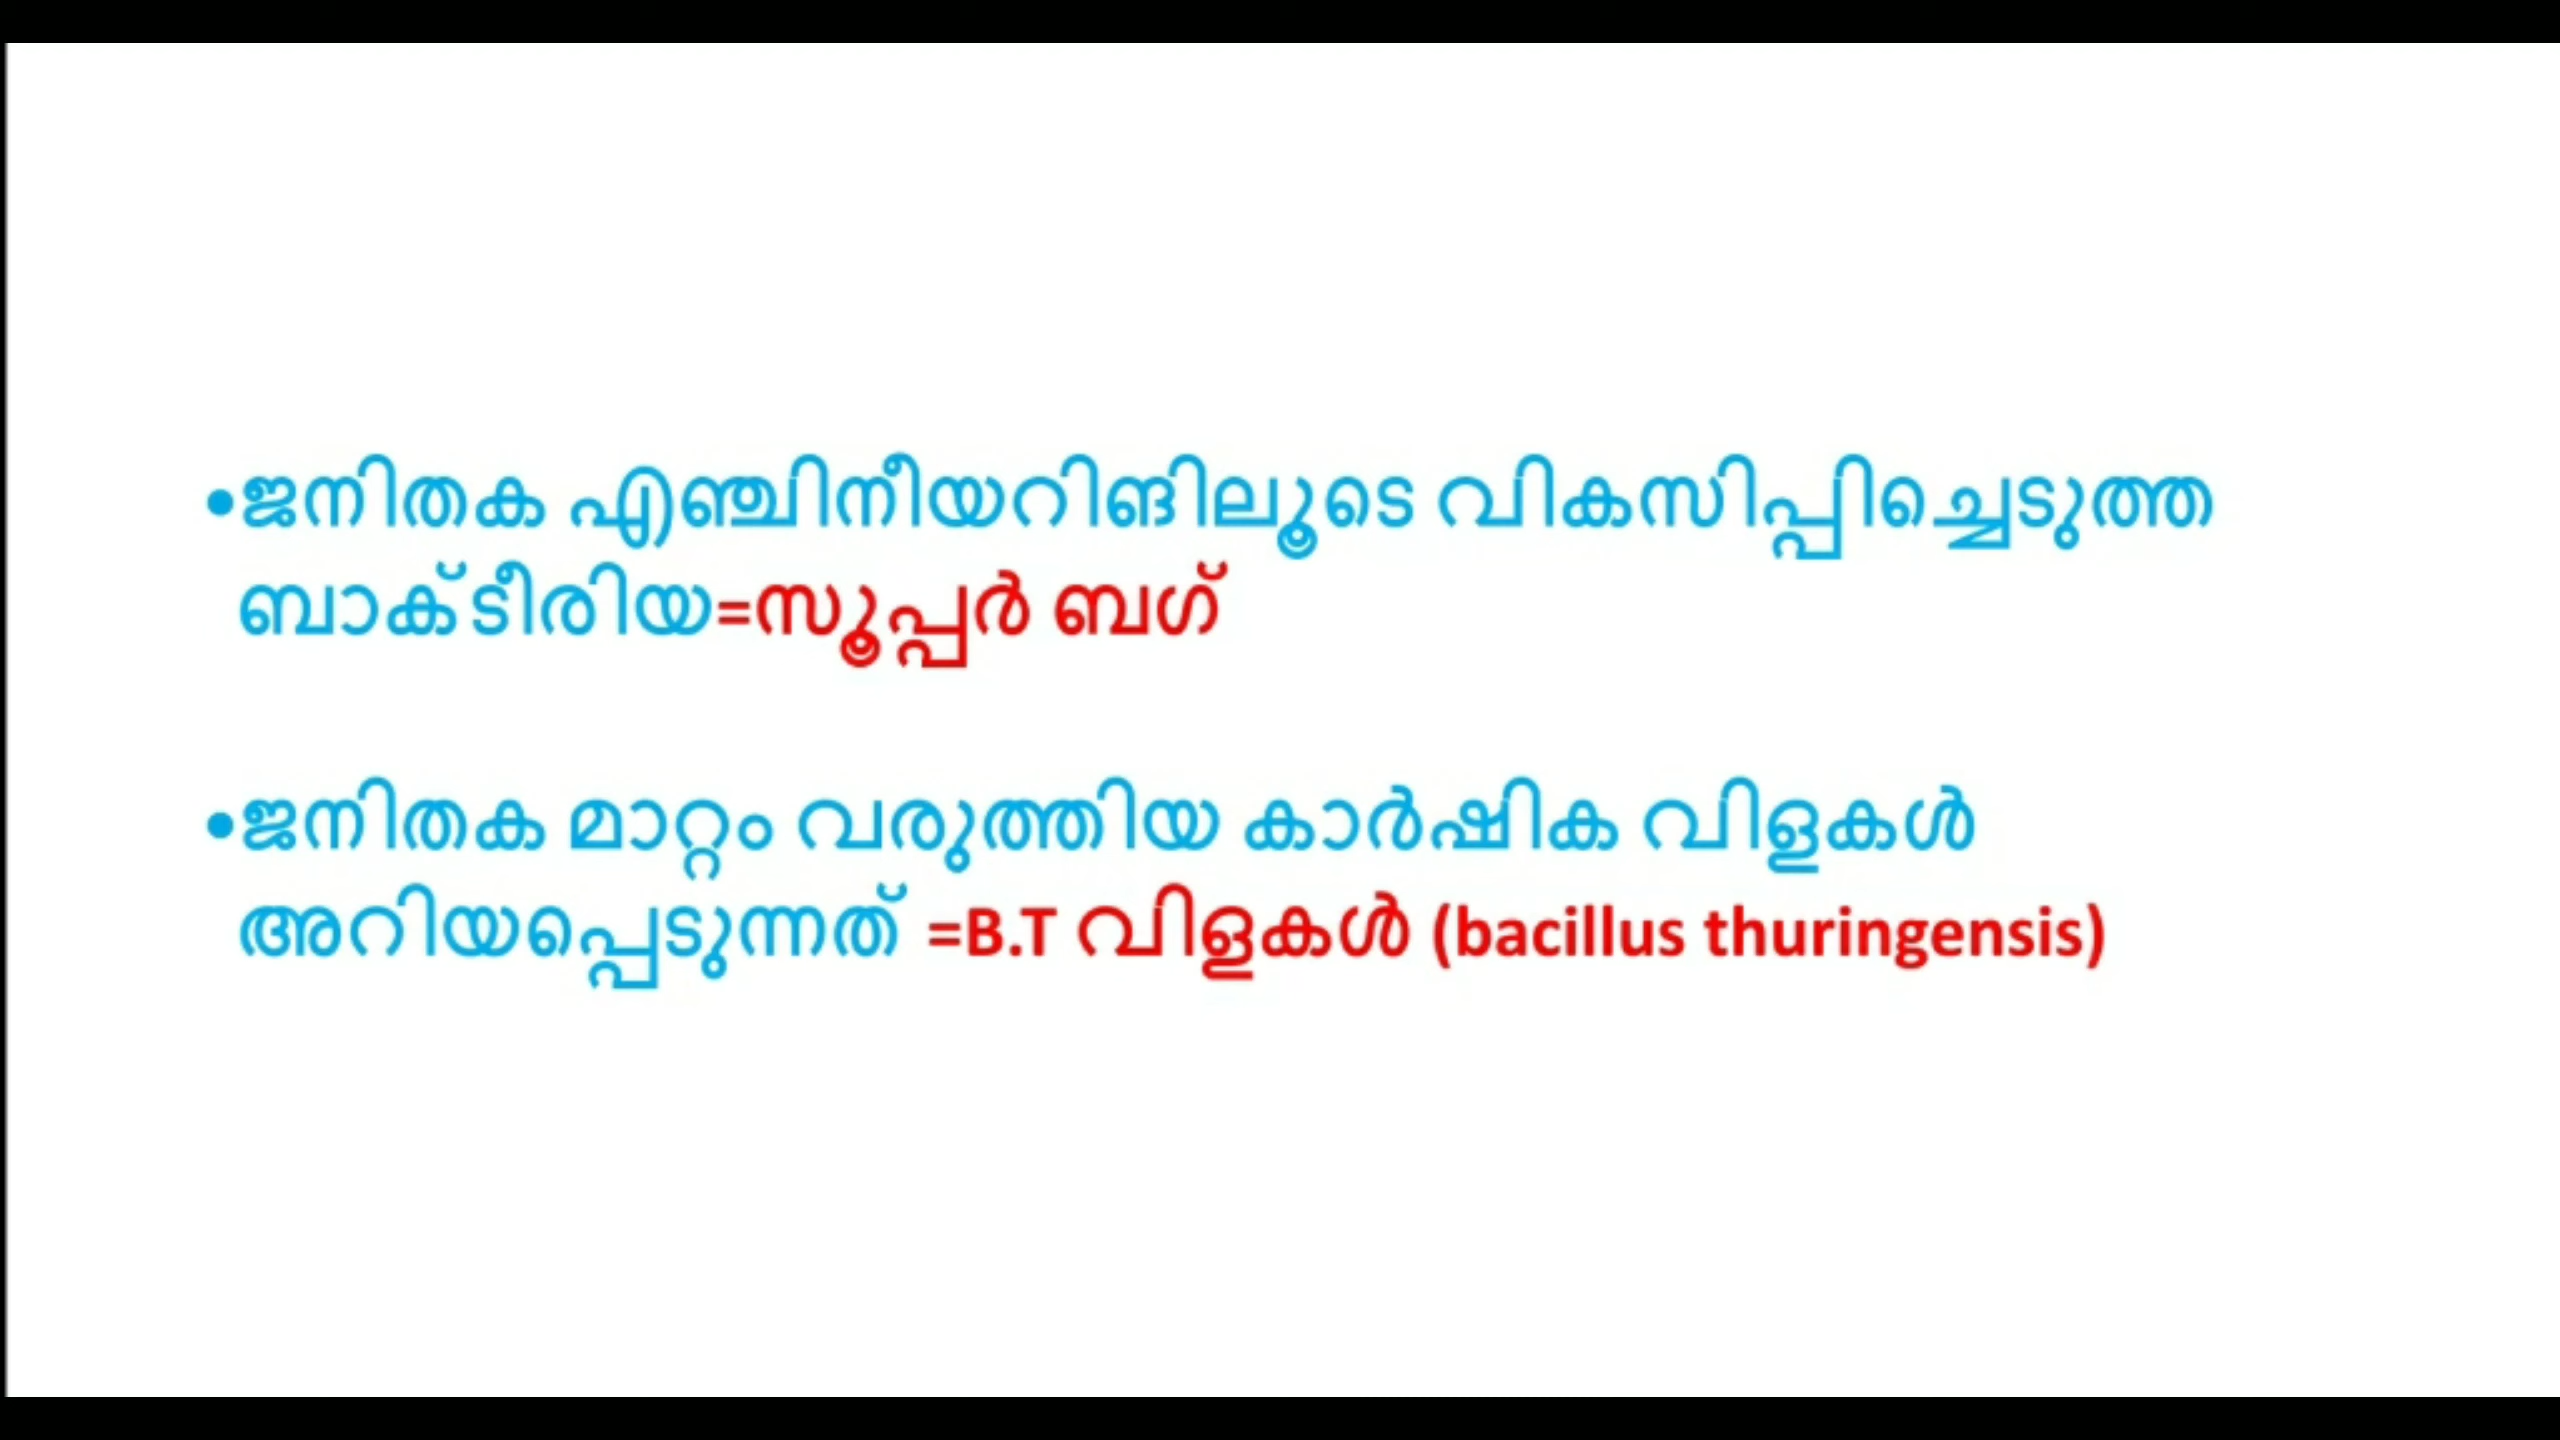 •ജനിതക എഞ്ചിനീയറിങിലൂടെ വികസിപ്പിച്ചെടുത്ത
ബാക്ടീരിയ=സൂപ്പർ ബഗ്
•ജനിതക മാറ്റം വരുത്തിയ കാർഷിക വിളകൾ
അറിയപ്പെടുന്നത് =B.T വിളകൾ (bacillus thuringensis)